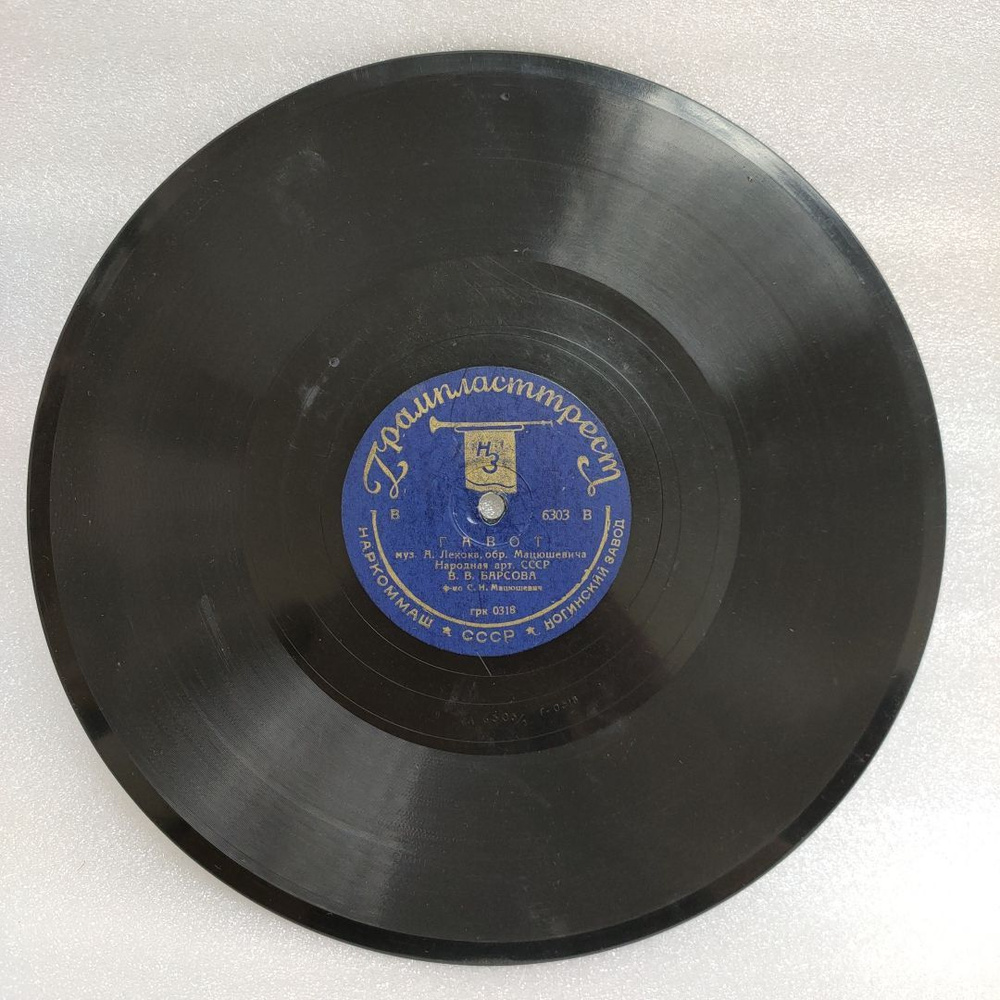 Грампласттрест
НЗ
В 6303 В
ГАВОТ
муз. А. Лекока, обр. Мацюшевича
Народная арт. СССР
В. В. БАРСОВА
ф-но С. Н. Мацюшевич
грк 0318
НАРКОММАШ ★ СССР ★ НОГИНСКИЙ ЗАВОД
Г-0318